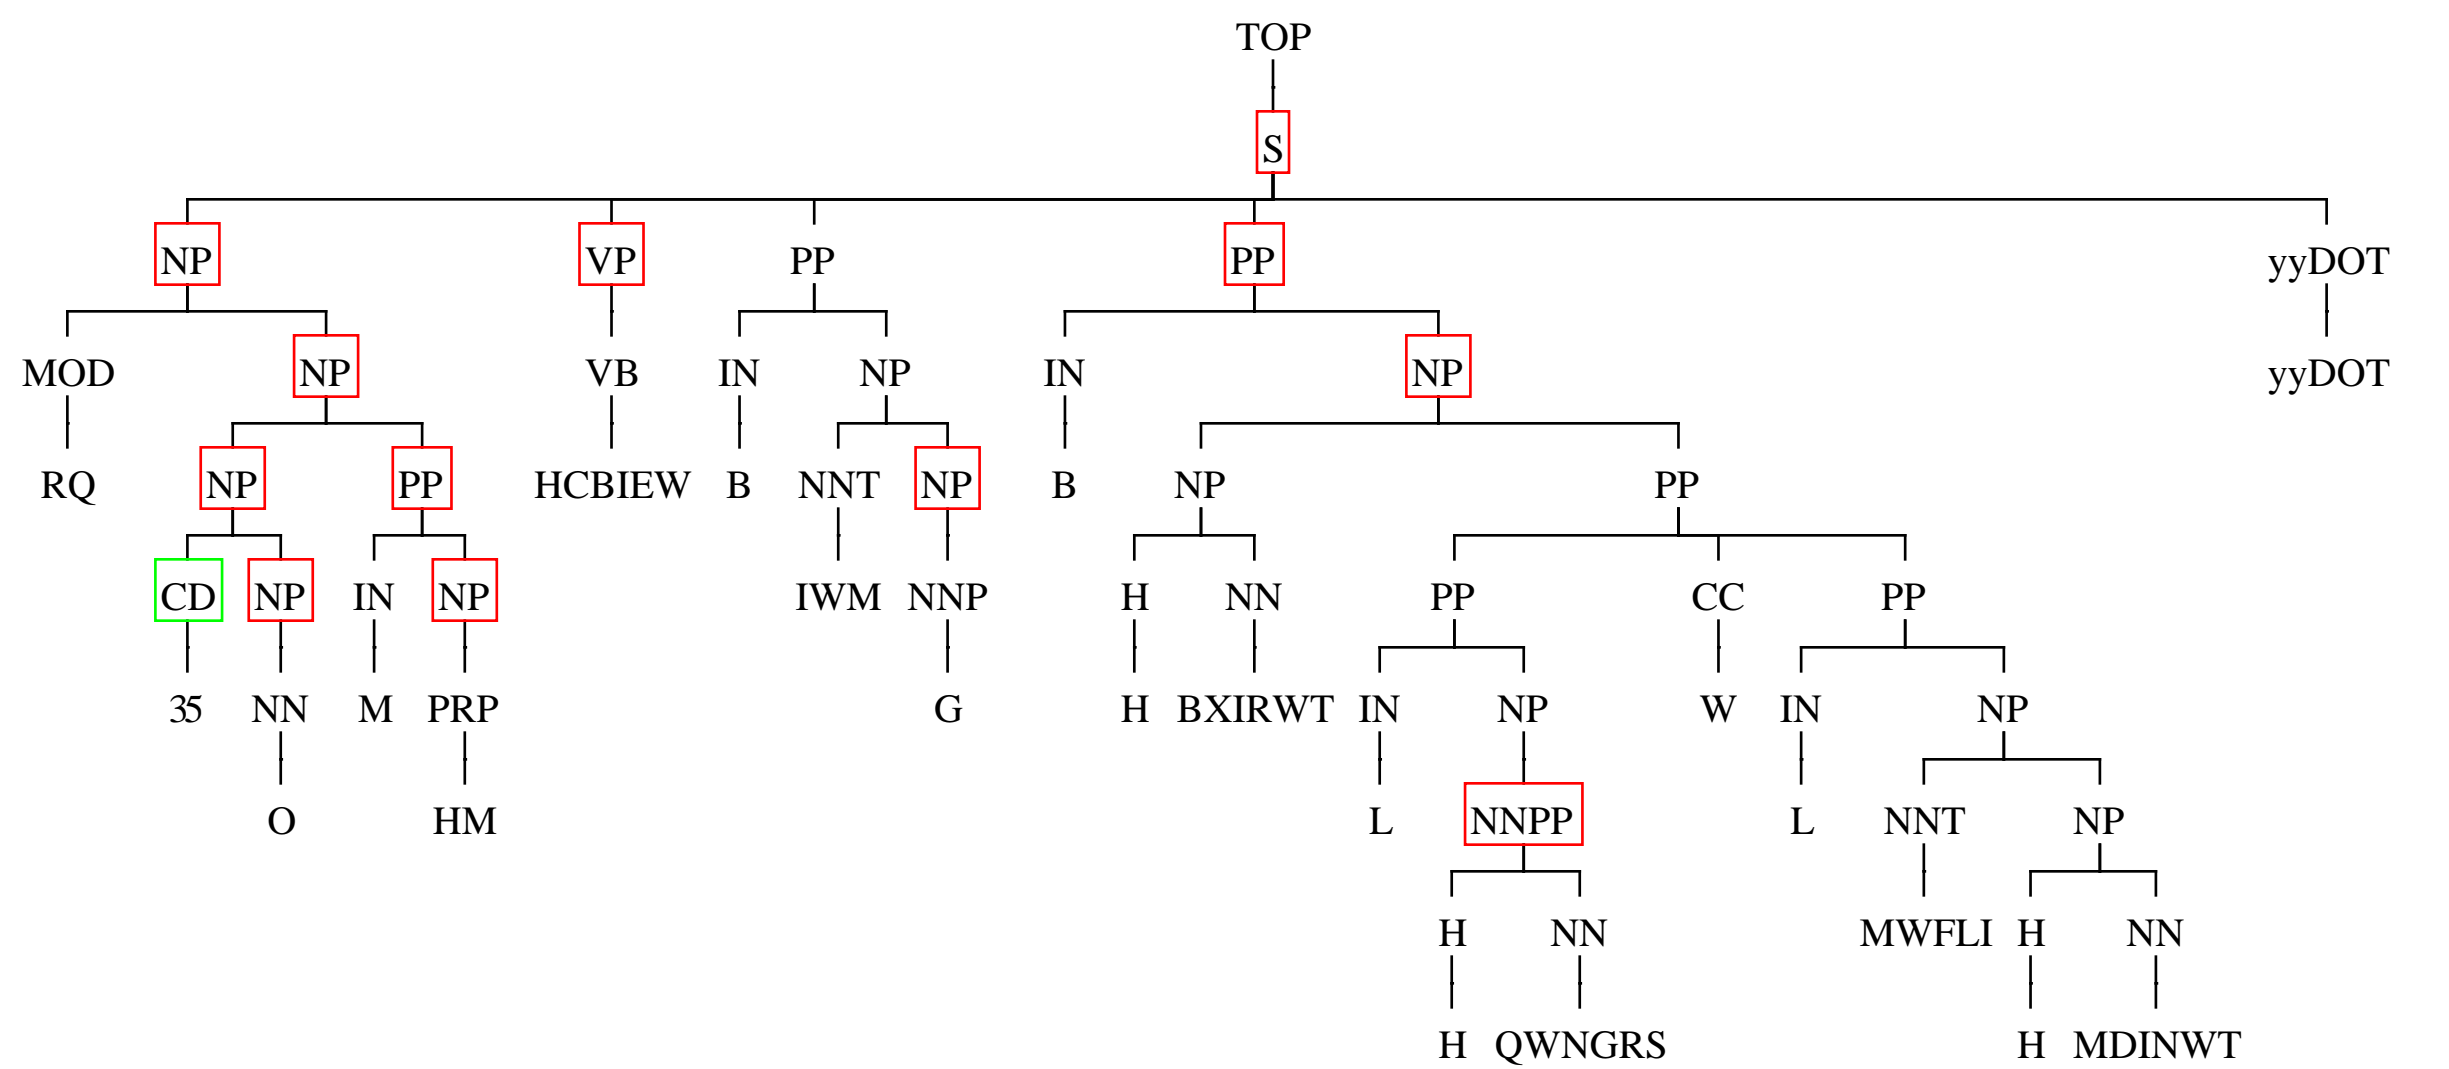 TOP
S
NP VP PP PP yyDOT
MOD NP VB IN NP IN NP yyDOT
RQ NP PP HCBIEW B NNT NP B NP PP
CD NP IN NP IWM NNP H NN PP CC PP
35 NN M PRP G H BXIRWT IN NP W IN NP
O HM L NNPP L NNT NP
H NN MWFLI H NN
H QWNGRS H MDINWT